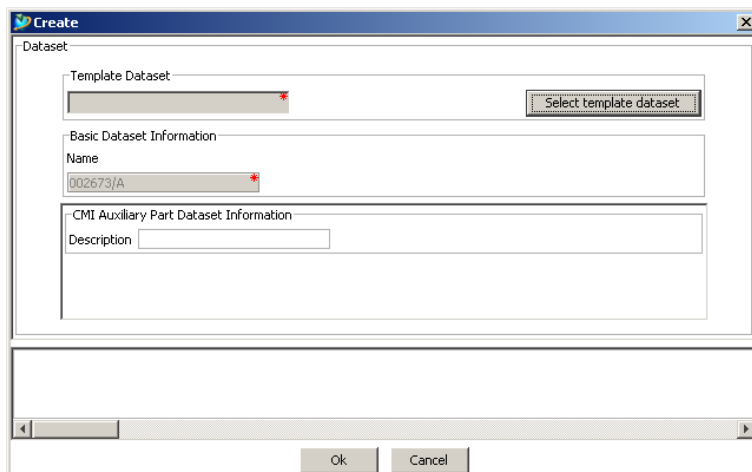 Create
Dataset
Template Dataset
*
Select template dataset
Basic Dataset Information
Name
002673/A *
CMI Auxiliary Part Dataset Information
Description
Ok Cancel